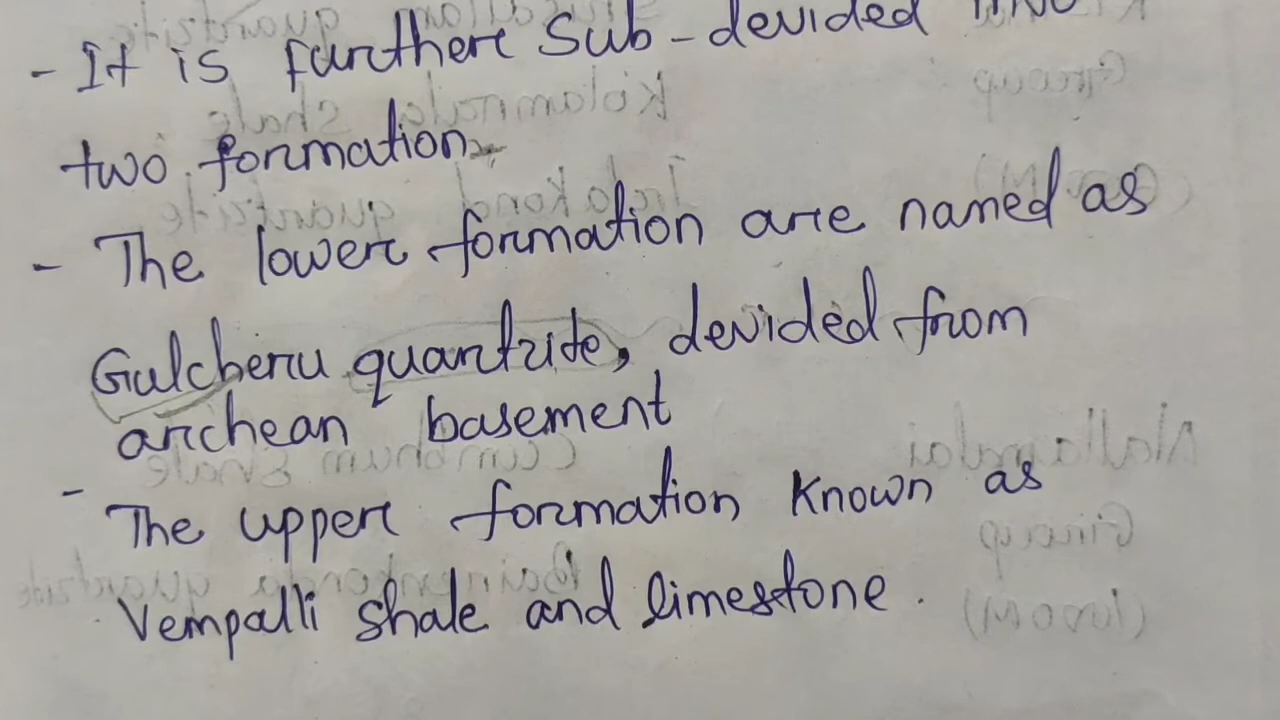 - It is further Sub-devided into
two formation
- The lower formation are named as
Gulcheru quartzite, devided from
archean basement
- The upper formation known as
Vempalli shale and limestone.